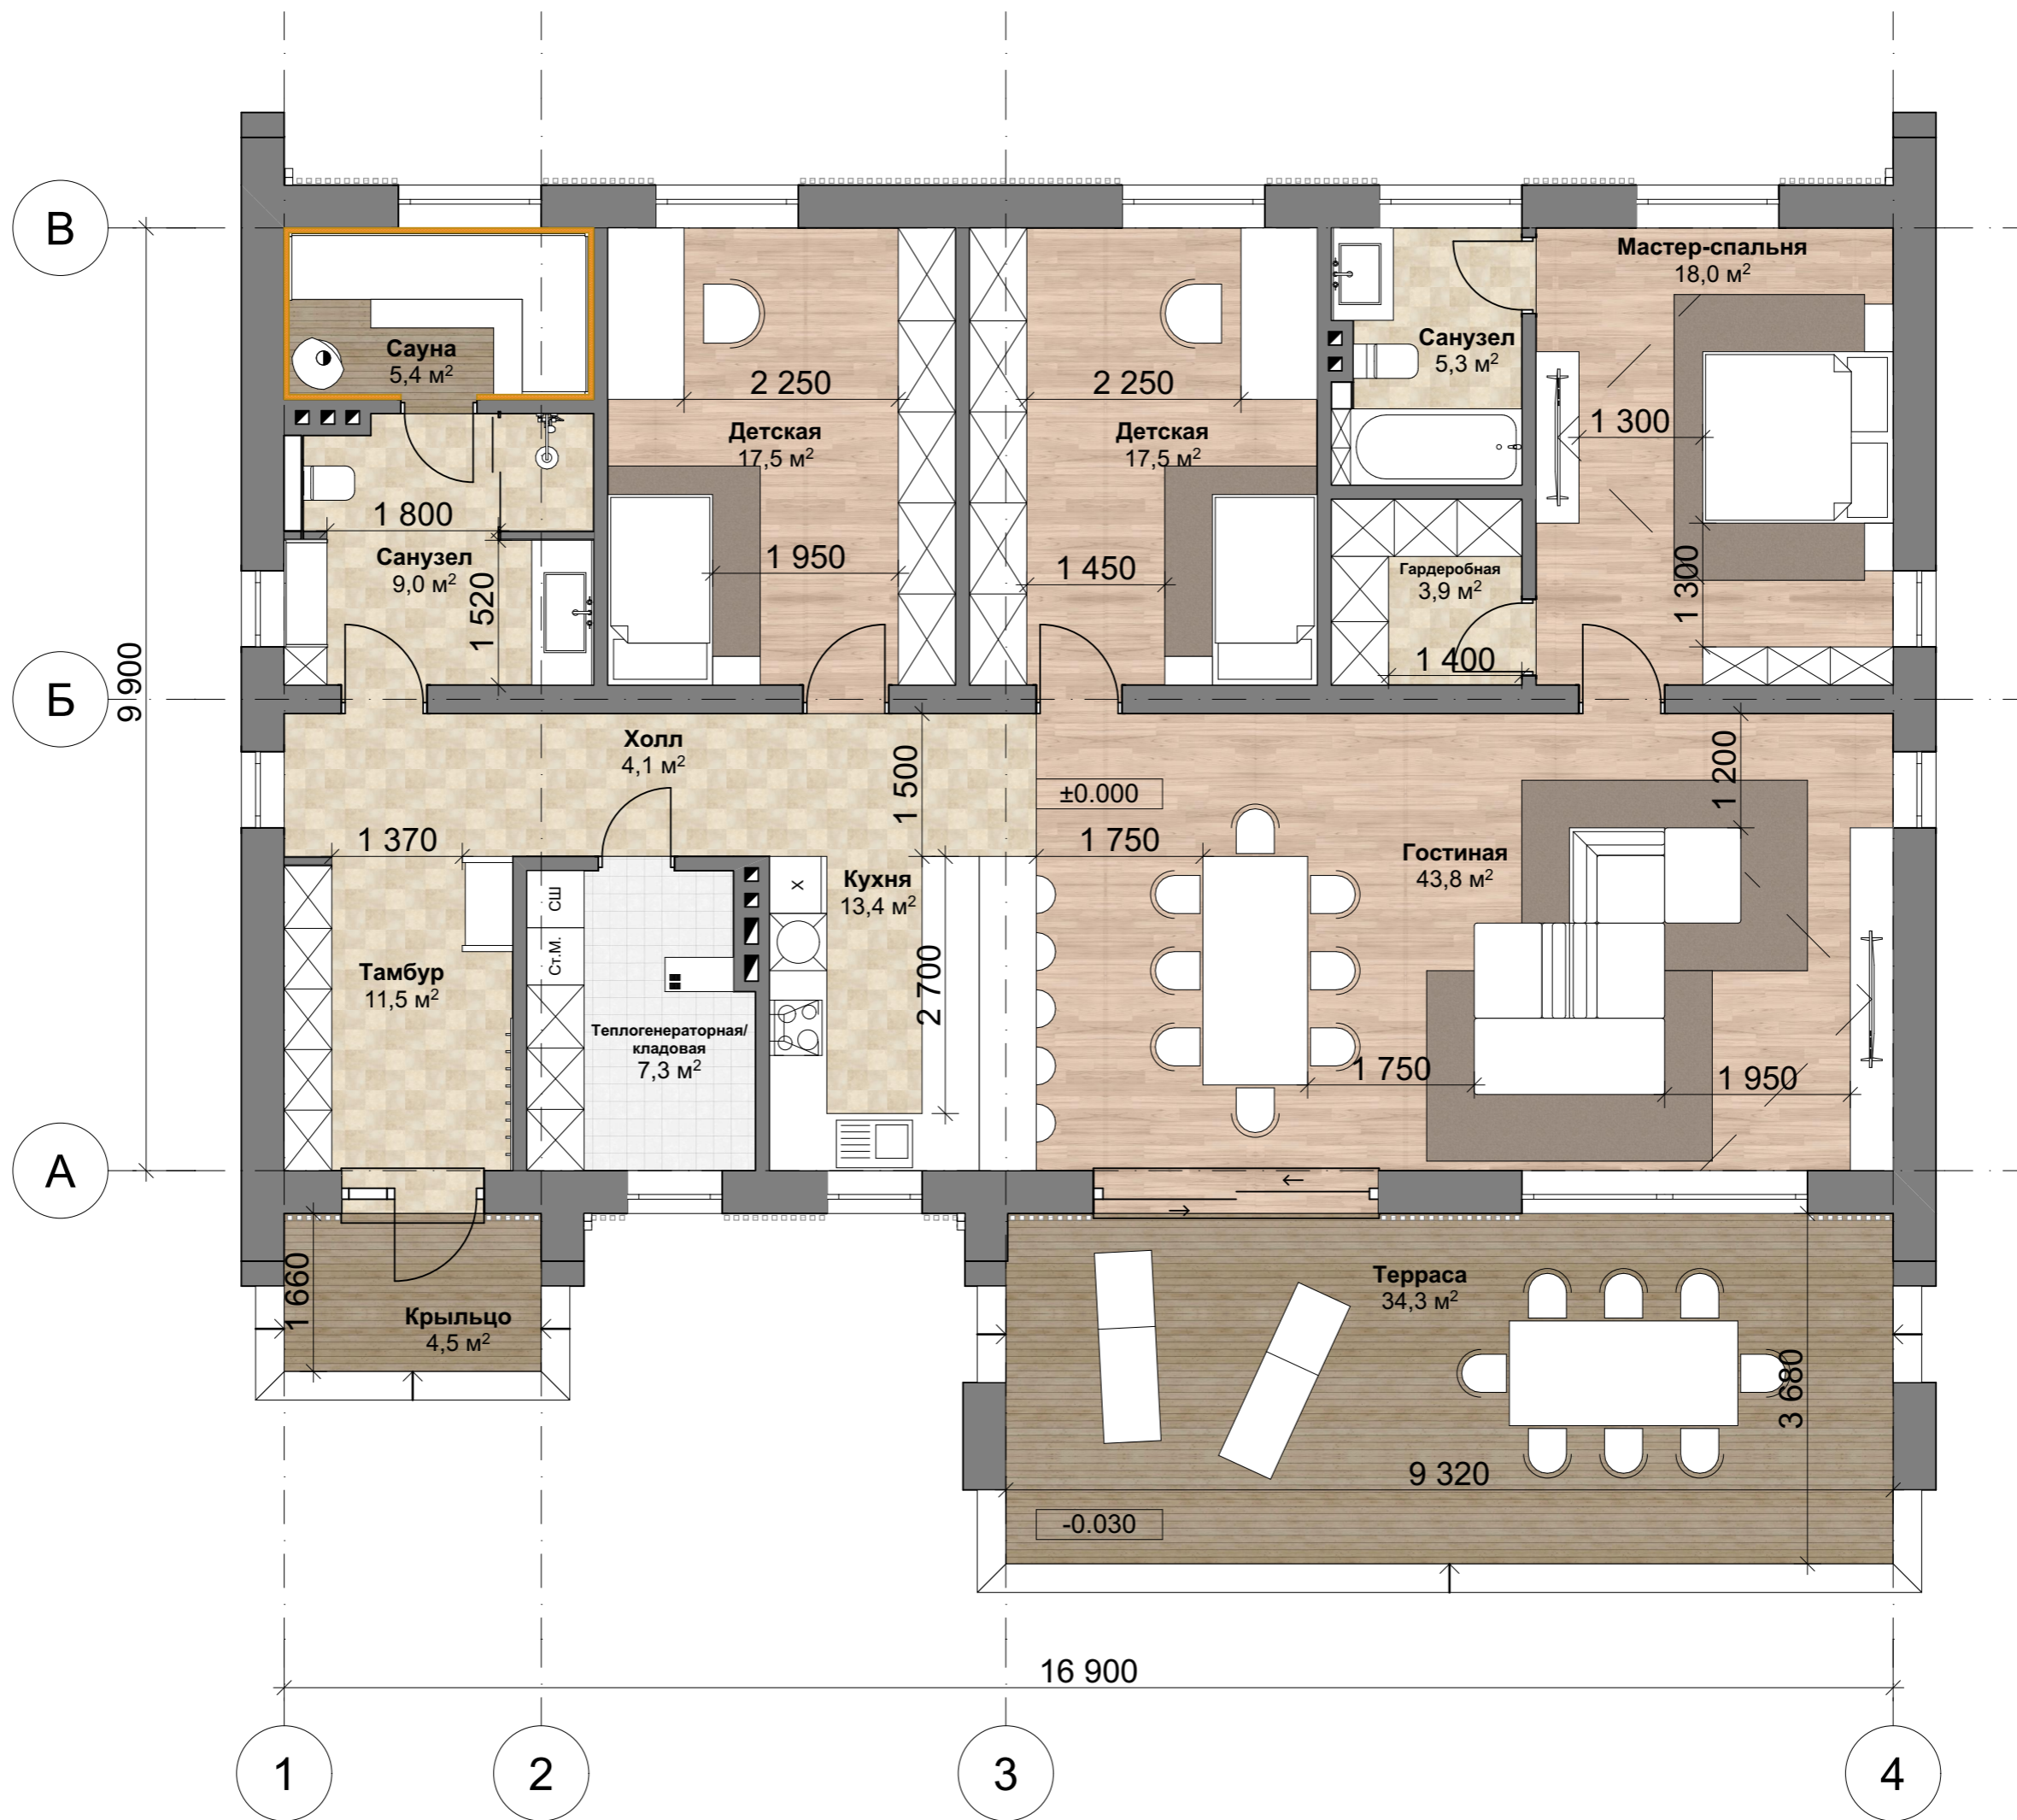 В
Мастер-спальня
18,0 м²
Сауна
5,4 м²
Санузел
5,3 м²
2 250
2 250
1 300
Детская
17,5 м²
Детская
17,5 м²
1 800
Санузел
9,0 м²
1 520
1 950
1 450
Гардеробная
3,9 м²
1 300
1 400
Б
9 900
Холл
4,1 м²
1 500
±0.000
1 200
1 370
1 750
Кухня
13,4 м²
Х
СШ
Ст.М.
Гостиная
43,8 м²
Тамбур
11,5 м²
2 700
Теплогенераторная/
кладовая
7,3 м²
1 750
1 950
А
1 660
Крыльцо
4,5 м²
Терраса
34,3 м²
3 680
9 320
-0.030
16 900
1
2
3
4